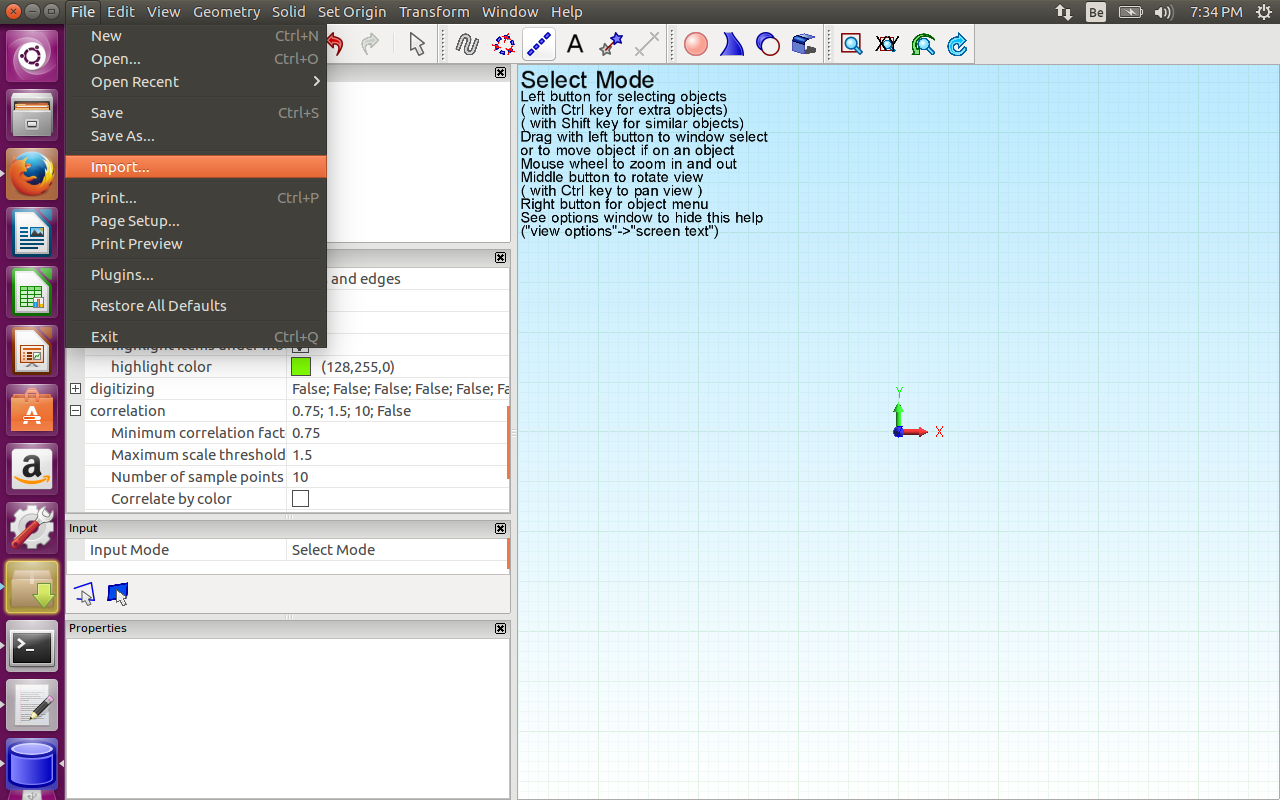 File Edit View Geometry Solid Set Origin Transform Window Help Be 7:34 PM
New Ctrl+N
Open... Ctrl+O
Open Recent
Save Ctrl+S
Save As...
Import...
Print... Ctrl+P
Page Setup...
Print Preview
Plugins...
Restore All Defaults
Exit Ctrl+Q
and edges
highlight color (128,255,0)
digitizing False; False; False; False; False; Fa
correlation 0.75; 1.5; 10; False
Minimum correlation fact 0.75
Maximum scale threshold 1.5
Number of sample points 10
Correlate by color
Input
Input Mode Select Mode
Properties
A
Select Mode
Left button for selecting objects
( with Ctrl key for extra objects)
( with Shift key for similar objects)
Drag with left button to window select
or to move object if on an object
Mouse wheel to zoom in and out
Middle button to rotate view
( with Ctrl key to pan view )
Right button for object menu
See options window to hide this help
("view options"->"screen text")
Y
X